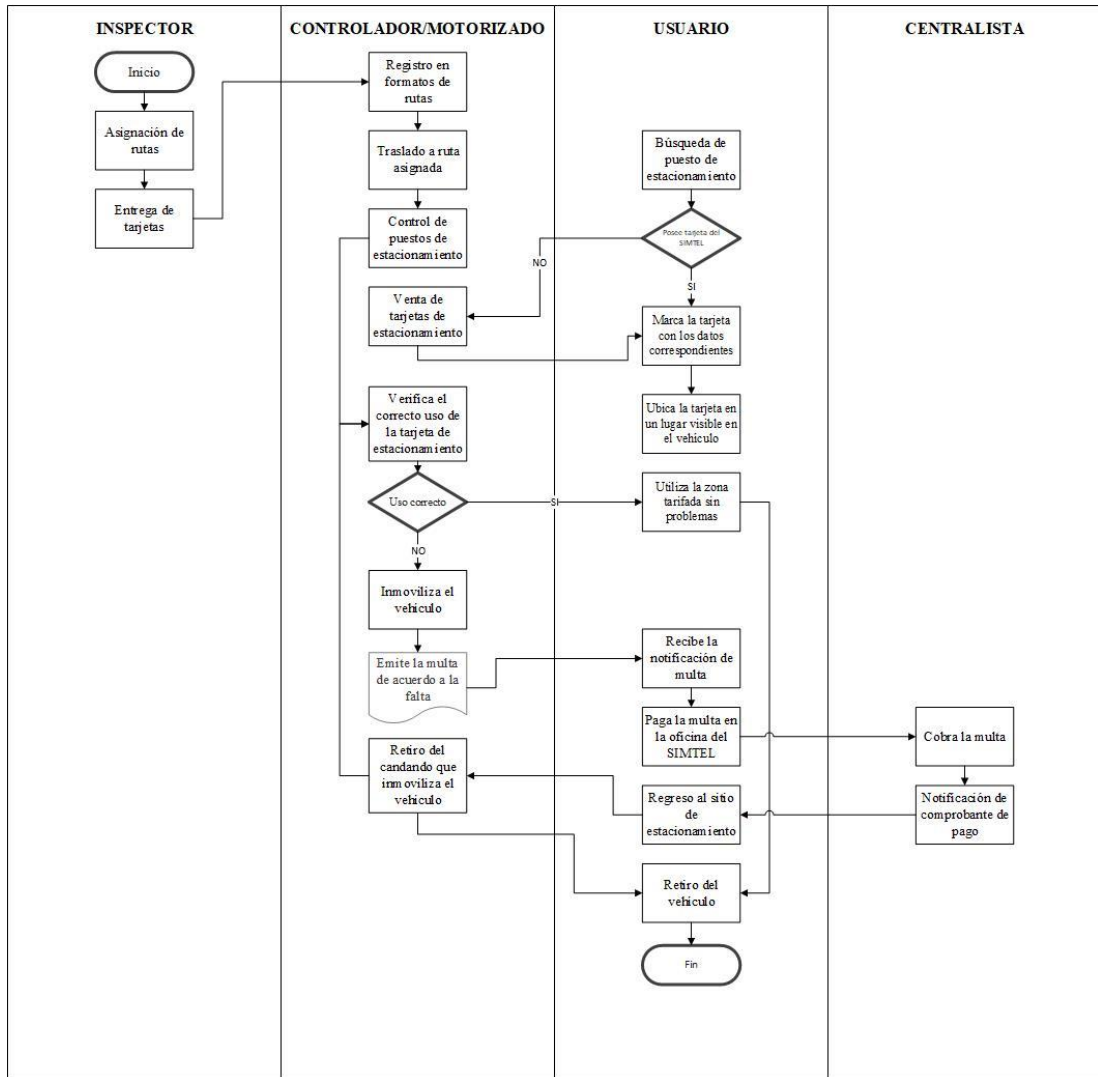 INSPECTOR
CONTROLADOR/MOTORIZADO
USUARIO
CENTRALISTA
Inicio
Asignación de
rutas
Entrega de
tarjetas
Registro en
formatos de
rutas
Traslado a ruta
asignada
Control de
puestos de
estacionamiento
Búsqueda de
puesto de
estacionamiento
Posee tarjeta del
SIMTEL
NO
SI
Venta de
tarjetas de
estacionamiento
Marca la tarjeta
con los datos
correspondientes
Ubica la tarjeta en
un lugar visible en
el vehículo
Verifica el
correcto uso de
la tarjeta de
estacionamiento
Uso correcto
SI
NO
Utiliza la zona
tarifada sin
problemas
Inmoviliza el
vehículo
Emite la multa
de acuerdo a la
falta
Recibe la
notificación de
multa
Paga la multa en
la oficina del
SIMTEL
Cobra la multa
Notificación de
comprobante de
pago
Regreso al sitio
de
estacionamiento
Retiro del
candando que
inmoviliza el
vehículo
Retiro del
vehículo
Fin